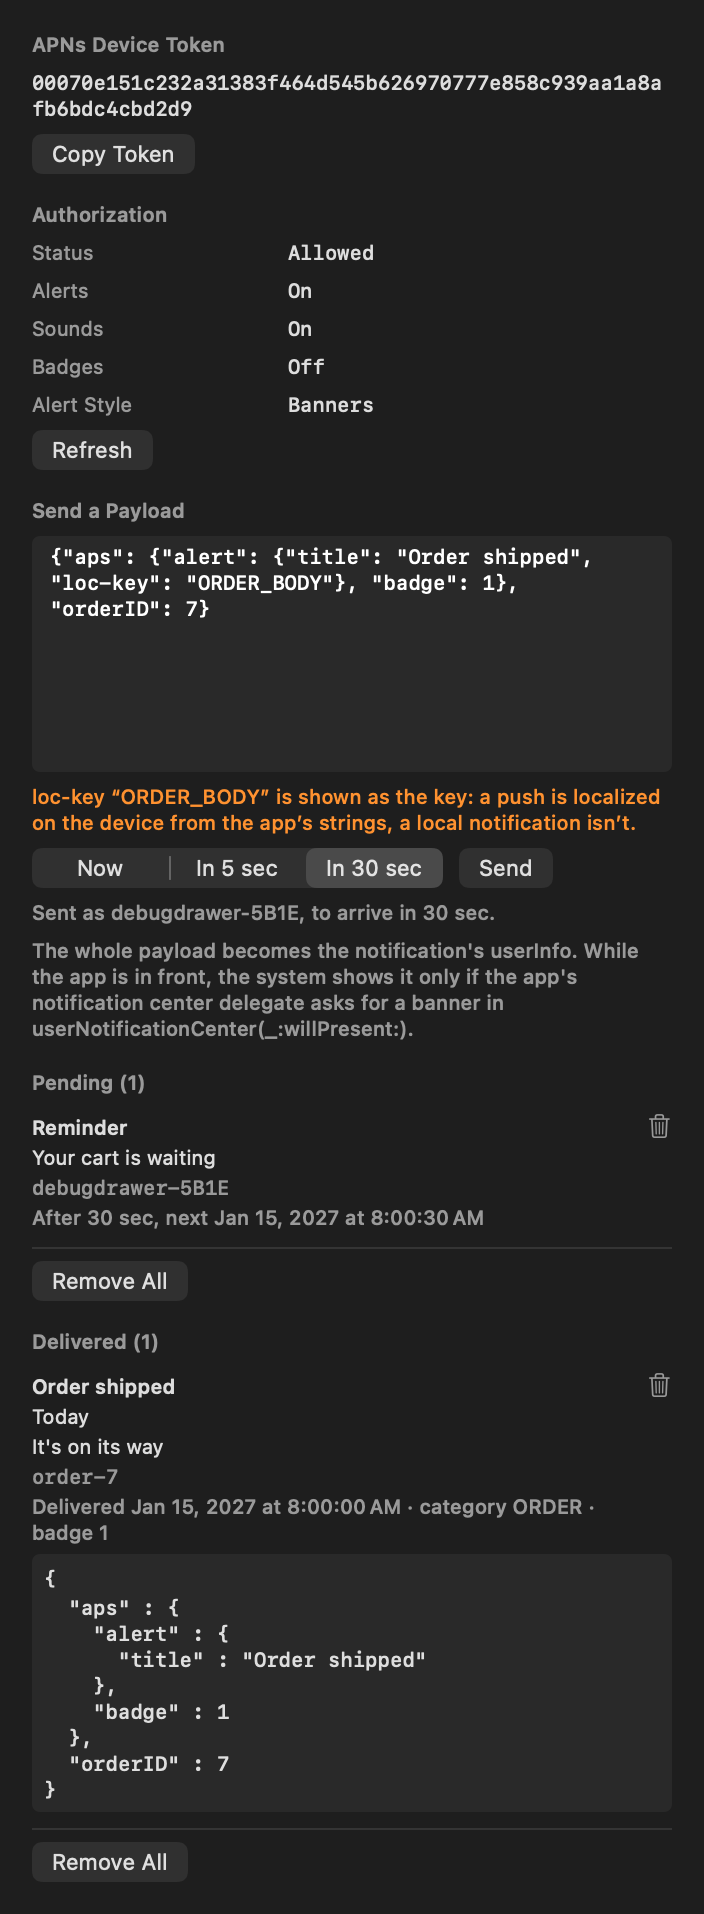 APNs Device Token
00070e151c232a31383f464d545b626970777e858c939aa1a8a
fb6bdc4cbd2d9
Copy Token
Authorization
Status Allowed
Alerts On
Sounds On
Badges Off
Alert Style Banners
Refresh
Send a Payload
{"aps": {"alert": {"title": "Order shipped",
"loc-key": "ORDER_BODY"}, "badge": 1},
"orderID": 7}
loc-key “ORDER_BODY” is shown as the key: a push is localized
on the device from the app’s strings, a local notification isn’t.
Now In 5 sec In 30 sec Send
Sent as debugdrawer-5B1E, to arrive in 30 sec.
The whole payload becomes the notification's userInfo. While
the app is in front, the system shows it only if the app's
notification center delegate asks for a banner in
userNotificationCenter(_:willPresent:).
Pending (1)
Reminder
Your cart is waiting
debugdrawer-5B1E
After 30 sec, next Jan 15, 2027 at 8:00:30 AM
Remove All
Delivered (1)
Order shipped
Today
It's on its way
order-7
Delivered Jan 15, 2027 at 8:00:00 AM · category ORDER ·
badge 1
{
"aps" : {
"alert" : {
"title" : "Order shipped"
},
"badge" : 1
},
"orderID" : 7
}
Remove All